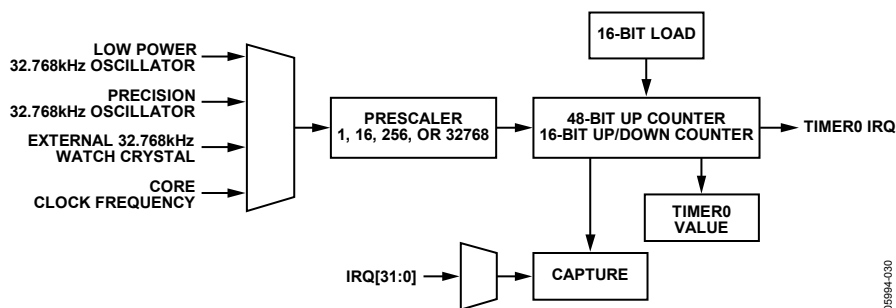 LOW POWER
32.768kHz OSCILLATOR
PRECISION
32.768kHz OSCILLATOR
EXTERNAL 32.768kHz
WATCH CRYSTAL
CORE
CLOCK FREQUENCY
PRESCALER
1, 16, 256, OR 32768
16-BIT LOAD
48-BIT UP COUNTER
16-BIT UP/DOWN COUNTER
TIMER0 IRQ
TIMER0
VALUE
IRQ[31:0]
CAPTURE
05994-030